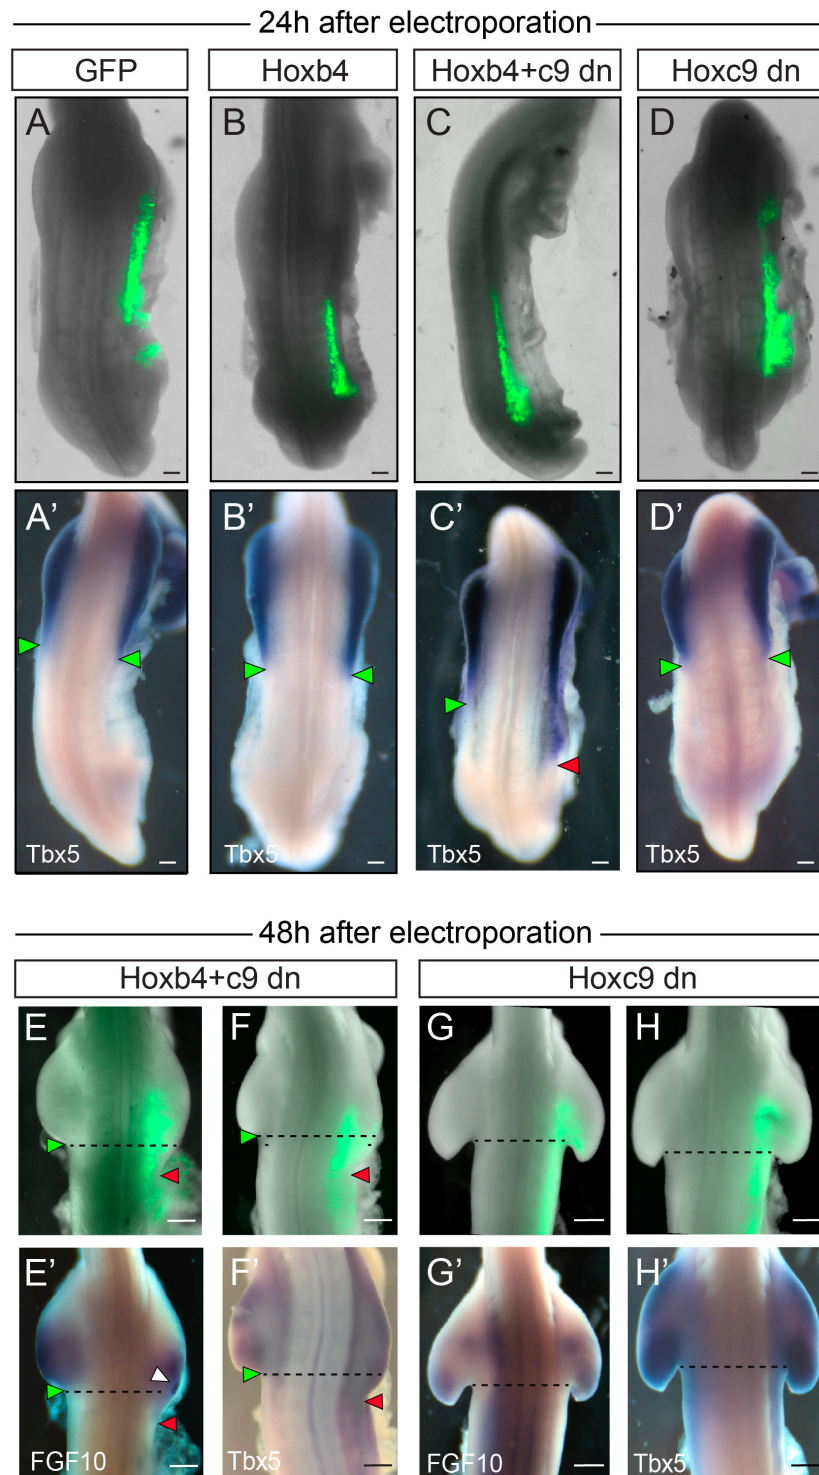 24h after electroporation
GFP Hoxb4 Hoxb4+c9 dn Hoxc9 dn
A B C D
A’ B’ C’ D’
Tbx5 Tbx5 Tbx5 Tbx5
48h after electroporation
Hoxb4+c9 dn Hoxc9 dn
E F G H
E’ F’ G’ H’
FGF10 Tbx5 FGF10 Tbx5